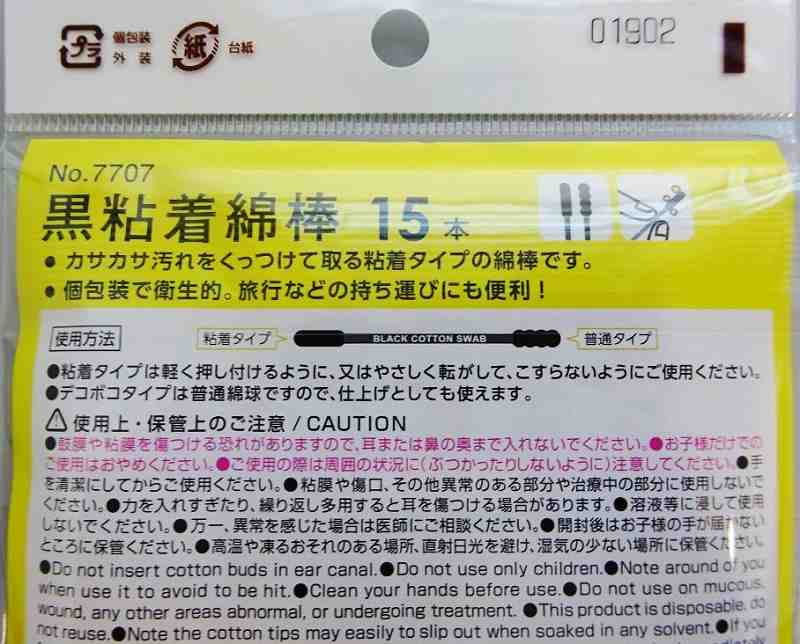 プラ 個包装 外装 紙 台紙 01902
No.7707
黒粘着綿棒 15本
● カサカサ汚れをくっつけて取る粘着タイプの綿棒です。
● 個包装で衛生的。旅行などの持ち運びにも便利！
使用方法 粘着タイプ BLACK COTTON SWAB 普通タイプ
●粘着タイプは軽く押し付けるように、又はやさしく転がして、こすらないようにご使用ください。
●デコボコタイプは普通綿球ですので、仕上げとしても使えます。
⚠使用上・保管上のご注意/CAUTION
●鼓膜や粘膜を傷つける恐れがありますので、耳または鼻の奥まで入れないでください。●お子様だけでの
ご使用はおやめください。●ご使用の際は周囲の状況に(ぶつかったりしないように)注意してください。●手
を清潔にしてからご使用ください。●粘膜や傷口、その他異常のある部分や治療中の部分に使用しないで
ください。●力を入れすぎたり、繰り返し多用すると耳を傷つける場合があります。●溶液等に浸して使用
しないでください。●万一、異常を感じた場合は医師にご相談ください。●開封後はお子様の手が届かない
ところに保管ください。●高温や凍るおそれのある場所、直射日光を避け、湿気の少ない場所に保管ください。
●Do not insert cotton buds in ear canal.●Do not use only children.●Note around of you
when use it to avoid to be hit.●Clean your hands before use.●Do not use on mucous,
wound, any other areas abnormal, or undergoing treatment. ●This product is disposable, do
not reuse.●Note the cotton tips may easily to slip out when soaked in any solvent.●If you